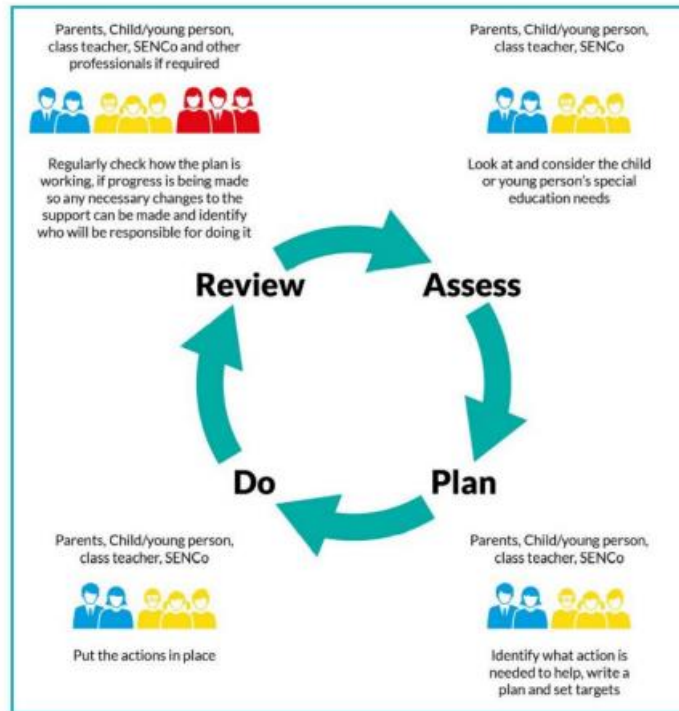 Parents, Child/young person,
class teacher, SENCo and other
professionals if required
Regularly check how the plan is
working, if progress is being made
so any necessary changes to the
support can be made and identify
who will be responsible for doing it
Parents, Child/young person,
class teacher, SENCo
Look at and consider the child
or young person's special
education needs
Review
Assess
Do
Plan
Parents, Child/young person,
class teacher, SENCo
Put the actions in place
Parents, Child/young person,
class teacher, SENCo
Identify what action is
needed to help, write a
plan and set targets